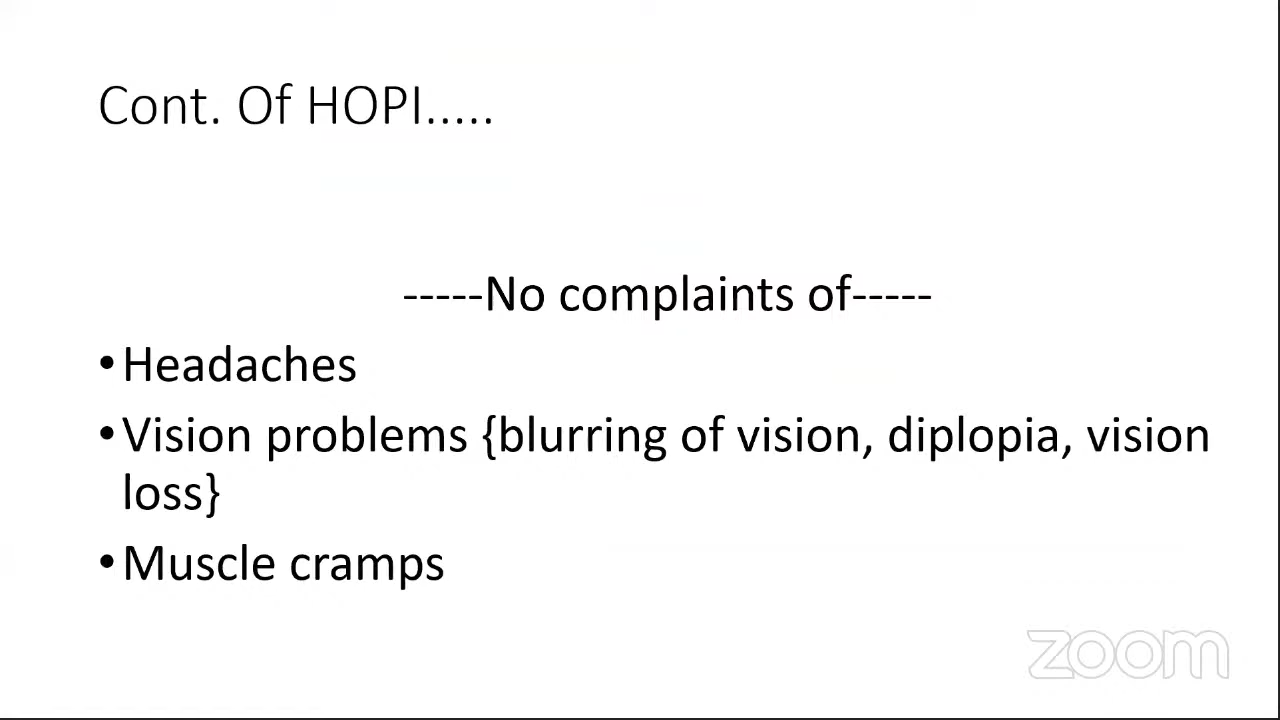 Cont. Of HOPI.....
-----No complaints of-----
•Headaches
•Vision problems {blurring of vision, diplopia, vision
loss}
•Muscle cramps
zoom